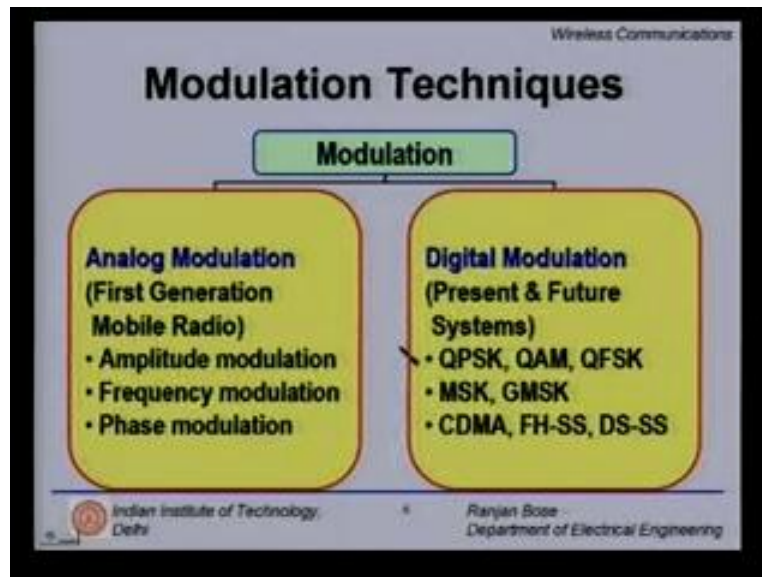 Wireless Communications
Modulation Techniques
Modulation
Analog Modulation
(First Generation
Mobile Radio)
• Amplitude modulation
• Frequency modulation
• Phase modulation
Digital Modulation
(Present & Future
Systems)
• QPSK, QAM, QFSK
• MSK, GMSK
• CDMA, FH-SS, DS-SS
Indian Institute of Technology,
Delhi
Ranjan Bose
Department of Electrical Engineering